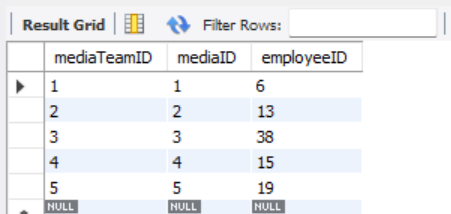 Result Grid Filter Rows:
mediaTeamID mediaID employeeID
1 1 6
2 2 13
3 3 38
4 4 15
5 5 19
NULL NULL NULL